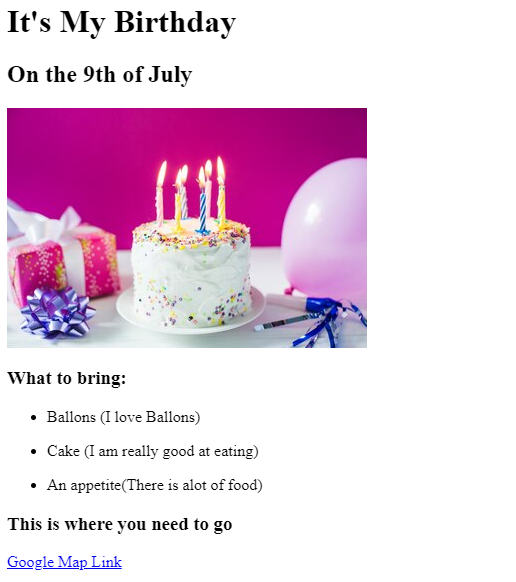 It's My Birthday
On the 9th of July
What to bring:
Ballons (I love Ballons)
Cake (I am really good at eating)
An appetite(There is alot of food)
This is where you need to go
Google Map Link